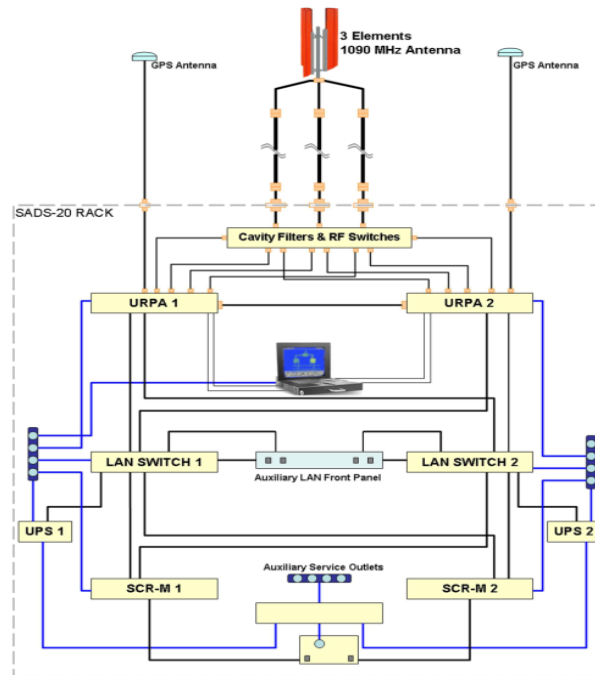 3 Elements
1090 MHz Antenna
GPS Antenna
GPS Antenna
SADS-20 RACK
Cavity Filters & RF Switches
URPA 1
URPA 2
LAN SWITCH 1
LAN SWITCH 2
Auxiliary LAN Front Panel
UPS 1
UPS 2
Auxiliary Service Outlets
SCR-M 1
SCR-M 2